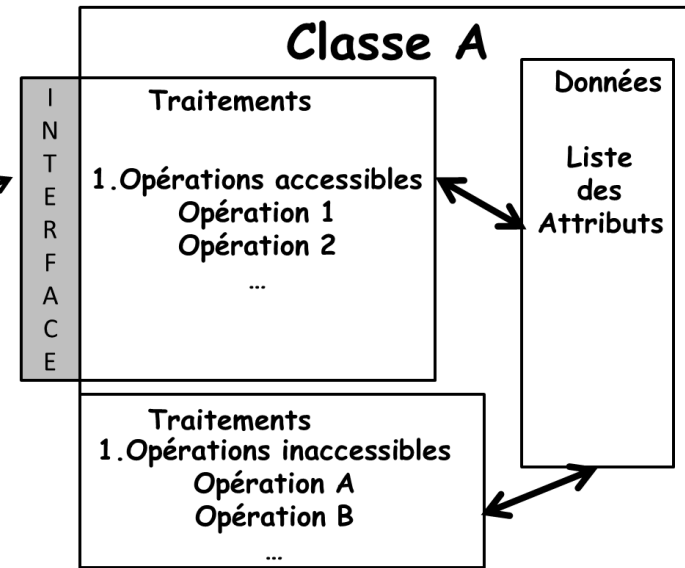 Classe A
INTERFACE
Traitements
1.Opérations accessibles
Opération 1
Opération 2
…
Données
Liste
des
Attributs
Traitements
1.Opérations inaccessibles
Opération A
Opération B
…